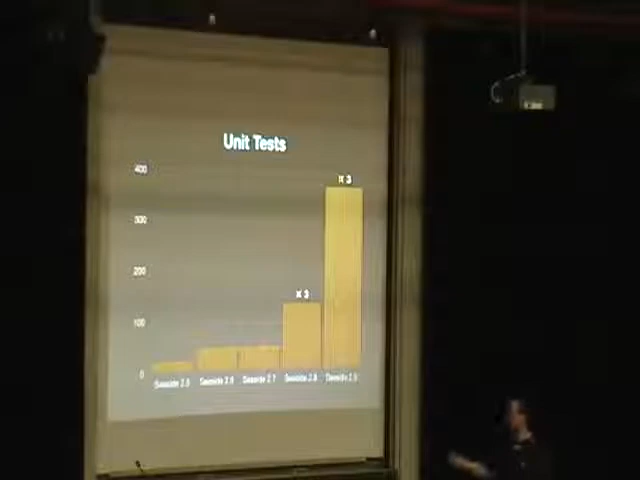 Unit Tests
400
x 3
300
200
x 3
100
0
Seaside 2.5 Seaside 2.6 Seaside 2.7 Seaside 2.8 Seaside 2.9